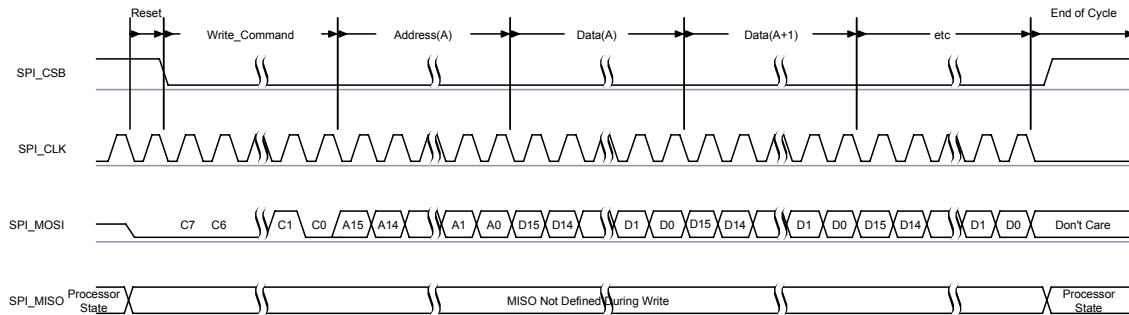 Reset
End of Cycle
Write_Command Address(A) Data(A) Data(A+1) etc
SPI_CSB
SPI_CLK
SPI_MOSI C7 C6 C1 C0 A15 A14 A1 A0 D15 D14 D1 D0 D15 D14 D1 D0 D15 D14 D1 D0 Don't Care
SPI_MISO Processor State MISO Not Defined During Write Processor State